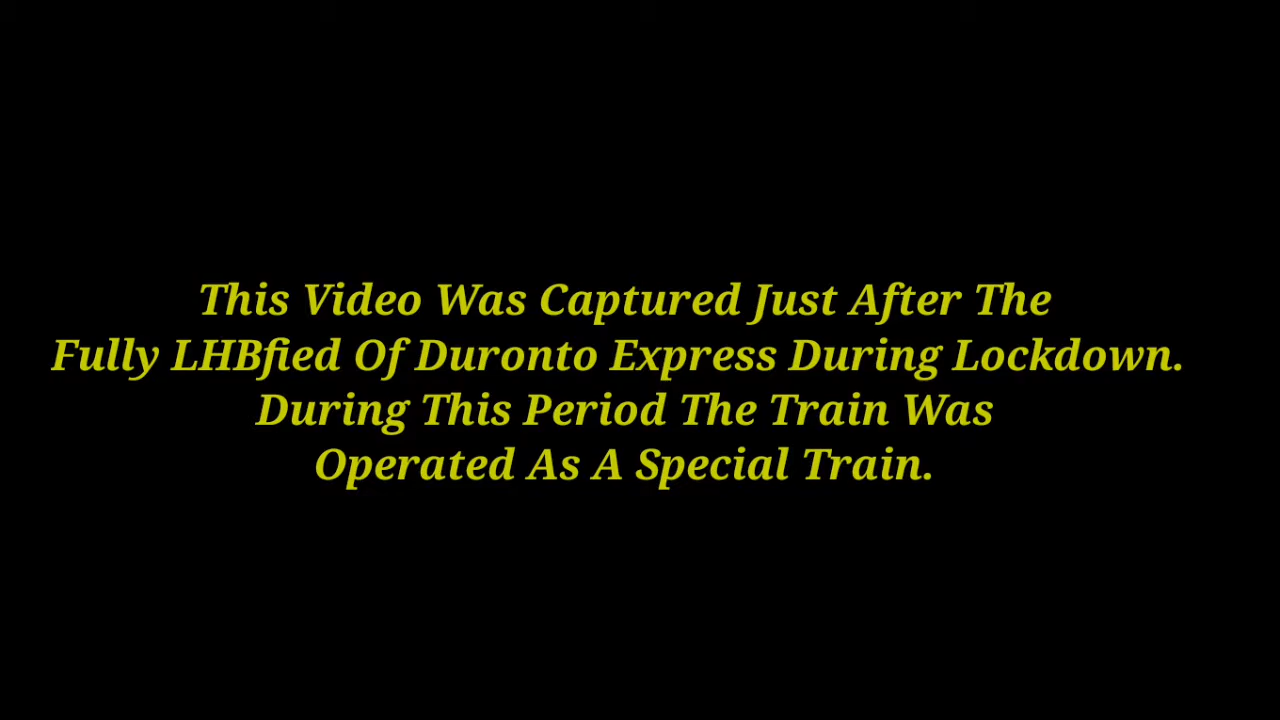 This Video Was Captured Just After The
Fully LHBfied Of Duronto Express During Lockdown.
During This Period The Train Was
Operated As A Special Train.